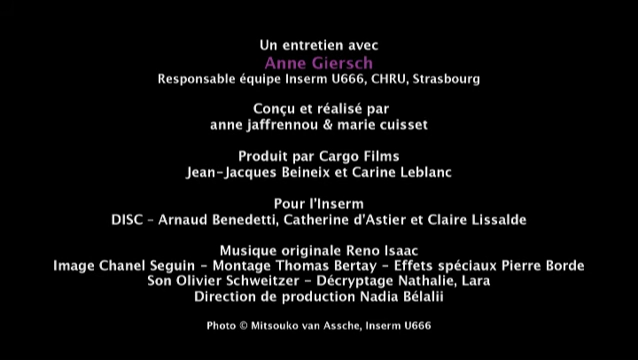 Un entretien avec
Anne Giersch
Responsable équipe Inserm U666, CHRU, Strasbourg
Conçu et réalisé par
anne jaffrennou & marie cuisset
Produit par Cargo Films
Jean-Jacques Beineix et Carine Leblanc
Pour l'Inserm
DISC - Arnaud Benedetti, Catherine d'Astier et Claire Lissalde
Musique originale Reno Isaac
Image Chanel Seguin - Montage Thomas Bertay - Effets spéciaux Pierre Borde
Son Olivier Schweitzer - Décryptage Nathalie, Lara
Direction de production Nadia Bélalii
Photo © Mitsouko van Assche, Inserm U666